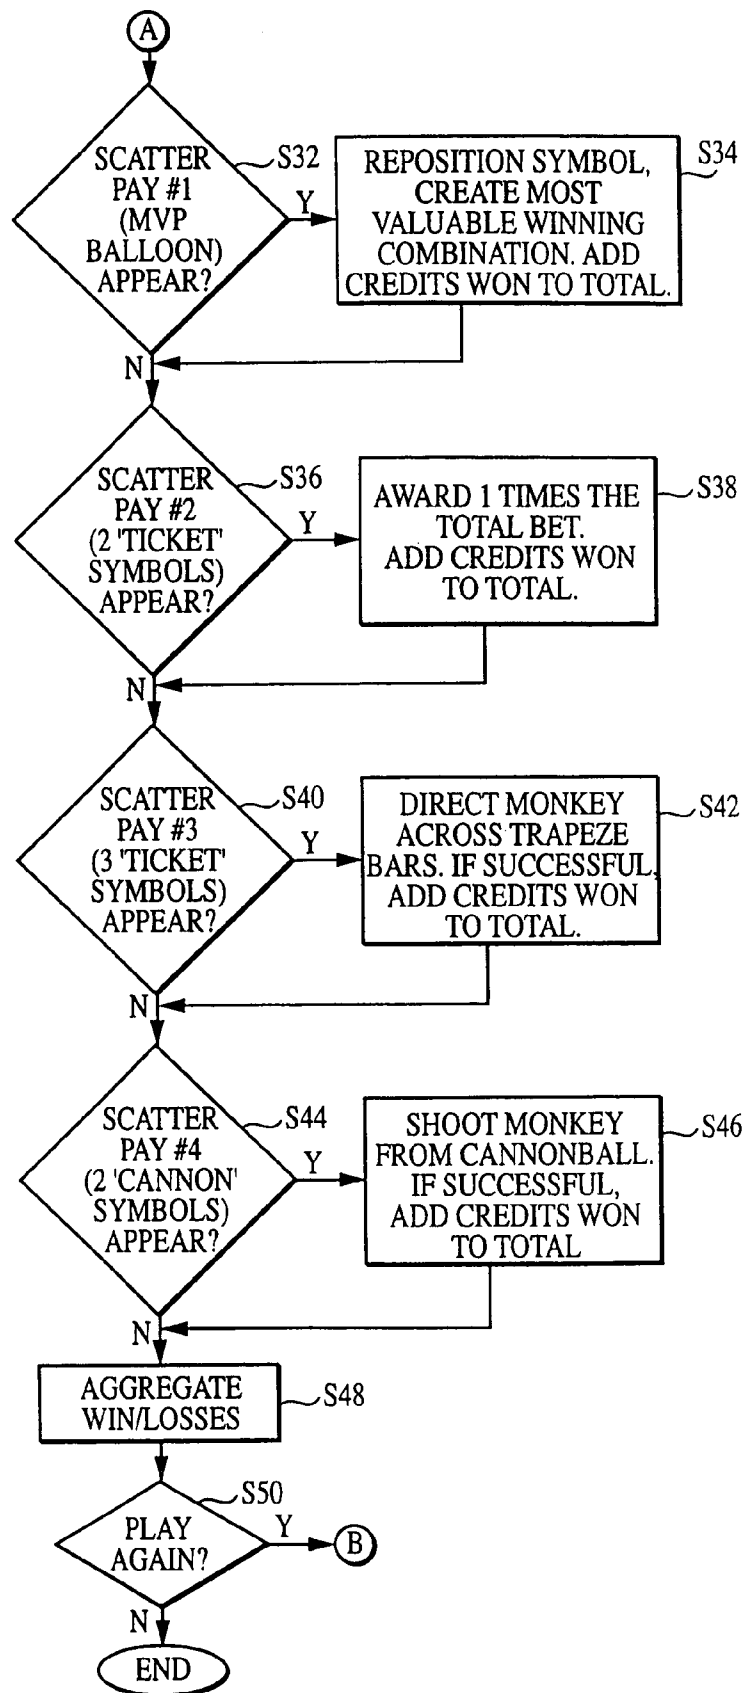 A
SCATTER
PAY #1
(MVP
BALLOON)
APPEAR?
S32
Y
REPOSITION SYMBOL,
CREATE MOST
VALUABLE WINNING
COMBINATION. ADD
CREDITS WON TO TOTAL.
S34
N
SCATTER
PAY #2
(2 'TICKET'
SYMBOLS)
APPEAR?
S36
Y
AWARD 1 TIMES THE
TOTAL BET.
ADD CREDITS WON
TO TOTAL.
S38
N
SCATTER
PAY #3
(3 'TICKET'
SYMBOLS)
APPEAR?
S40
Y
DIRECT MONKEY
ACROSS TRAPEZE
BARS. IF SUCCESSFUL,
ADD CREDITS WON
TO TOTAL.
S42
N
SCATTER
PAY #4
(2 'CANNON'
SYMBOLS)
APPEAR?
S44
Y
SHOOT MONKEY
FROM CANNONBALL.
IF SUCCESSFUL,
ADD CREDITS WON
TO TOTAL
S46
N
AGGREGATE
WIN/LOSSES
S48
PLAY
AGAIN?
S50
Y
B
N
END